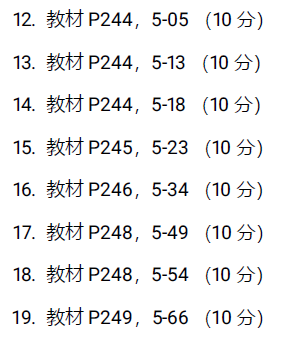 12. 教材 P244，5-05 （10 分）
13. 教材 P244，5-13 （10 分）
14. 教材 P244，5-18 （10 分）
15. 教材 P245，5-23 （10 分）
16. 教材 P246，5-34 （10 分）
17. 教材 P248，5-49 （10 分）
18. 教材 P248，5-54 （10 分）
19. 教材 P249，5-66 （10 分）